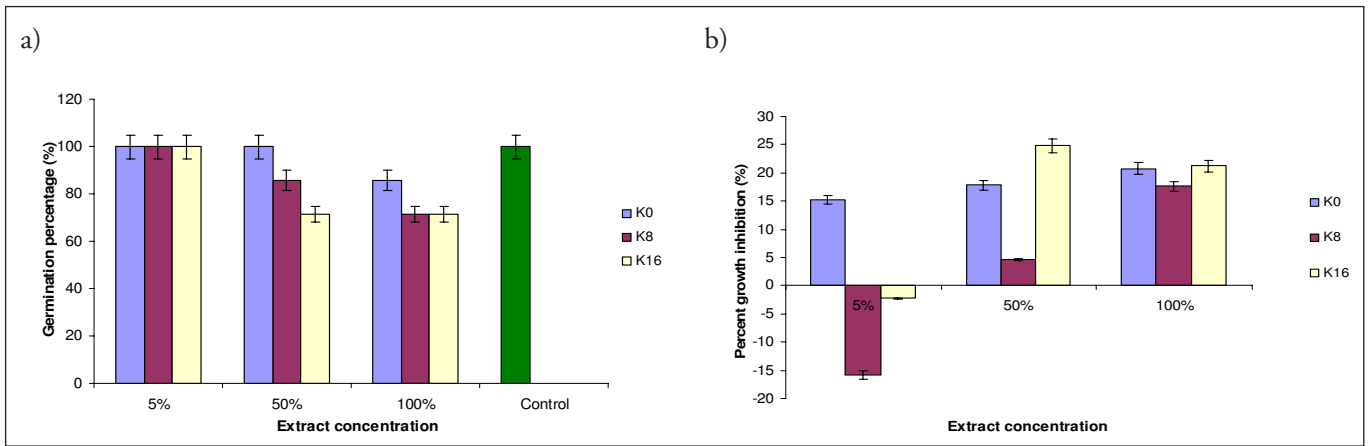 a)
Germination percentage (%)
120
100
80
60
40
20
0
5% 50% 100% Control
Extract concentration
K0
K8
K16
b)
Percent growth inhibition (%)
30
25
20
15
10
5
0
-5
-10
-15
-20
5% 50% 100%
Extract concentration
K0
K8
K16